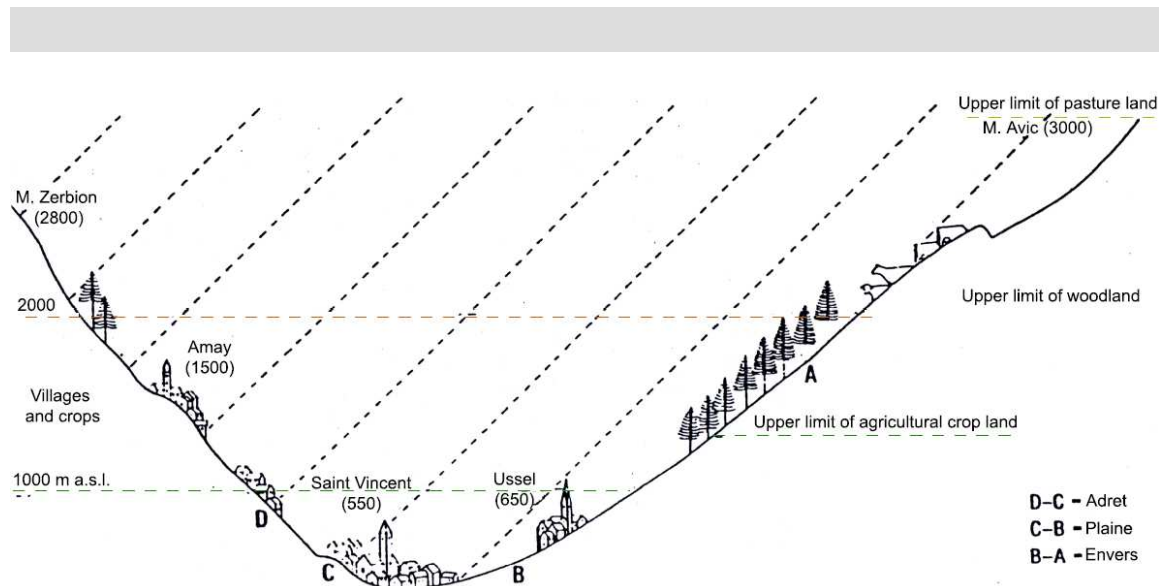 Upper limit of pasture land
M. Avic (3000)
M. Zerbion
(2800)
2000
Upper limit of woodland
Amay
(1500)
A
Villages
and crops
Upper limit of agricultural crop land
1000 m a.s.l.
Saint Vincent
(550)
Ussel
(650)
D
C
B
D-C - Adret
C-B - Plaine
B-A - Envers